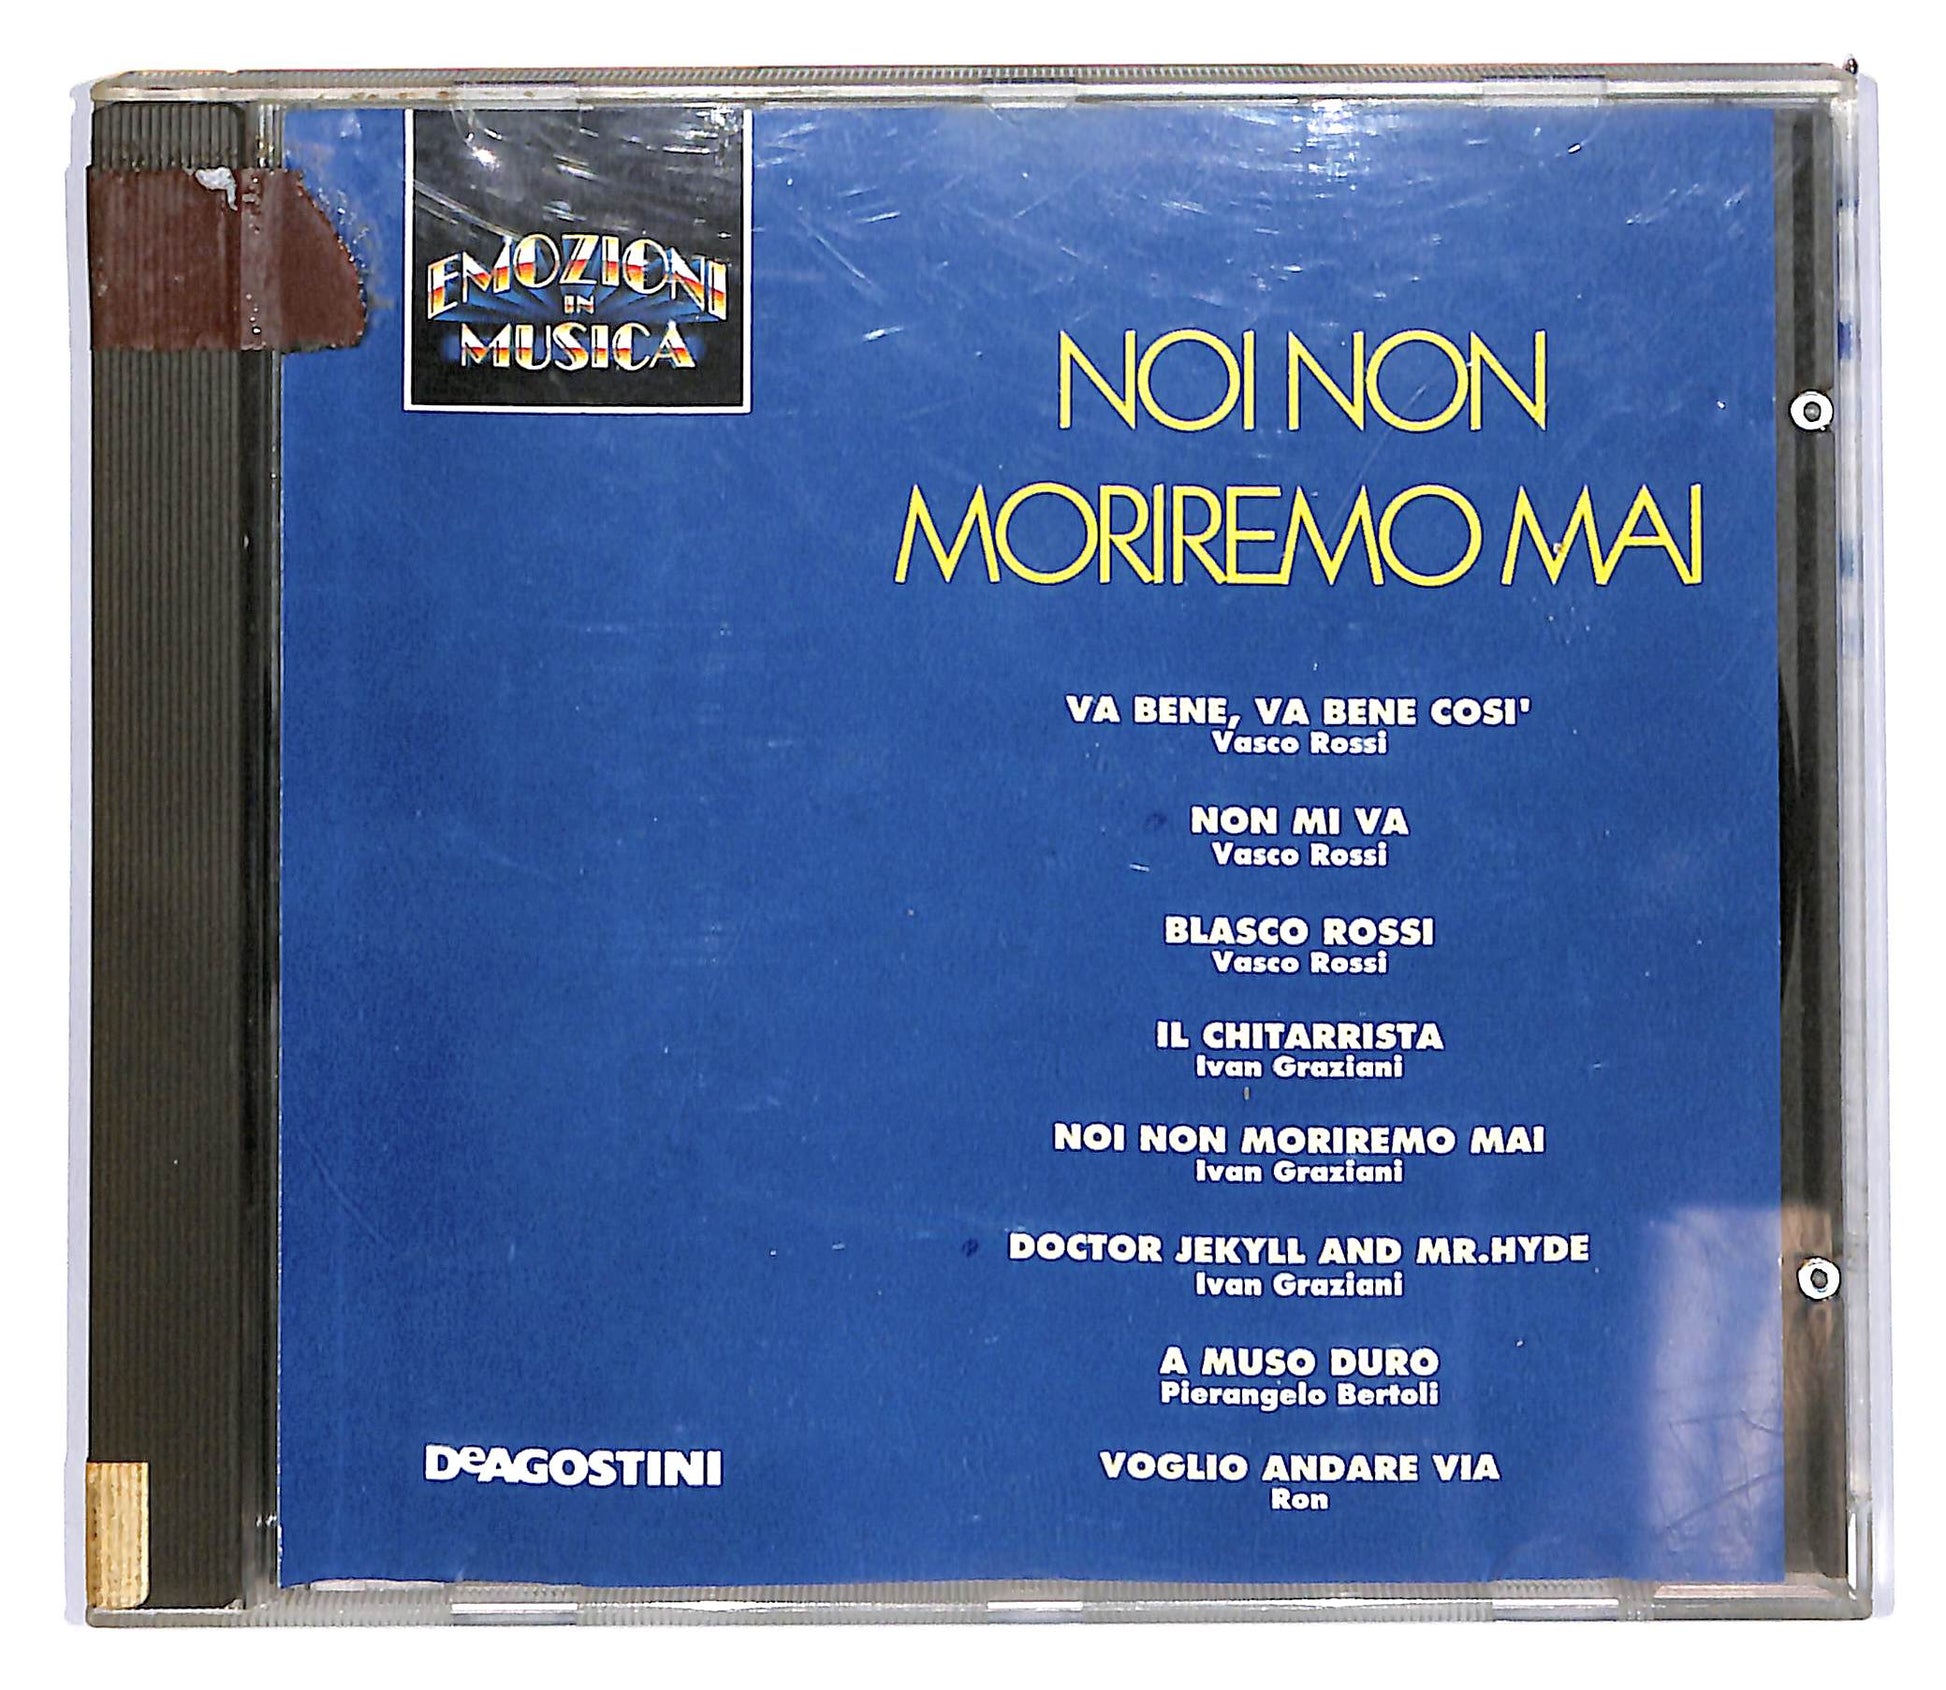 EMOZIONI
IN
MUSICA
NOI NON
MORIREMO MAI
VA BENE, VA BENE COSI'
Vasco Rossi
NON MI VA
Vasco Rossi
BLASCO ROSSI
Vasco Rossi
IL CHITARRISTA
Ivan Graziani
NOI NON MORIREMO MAI
Ivan Graziani
DOCTOR JEKYLL AND MR.HYDE
Ivan Graziani
A MUSO DURO
Pierangelo Bertoli
VOGLIO ANDARE VIA
Ron
DeAGOSTINI